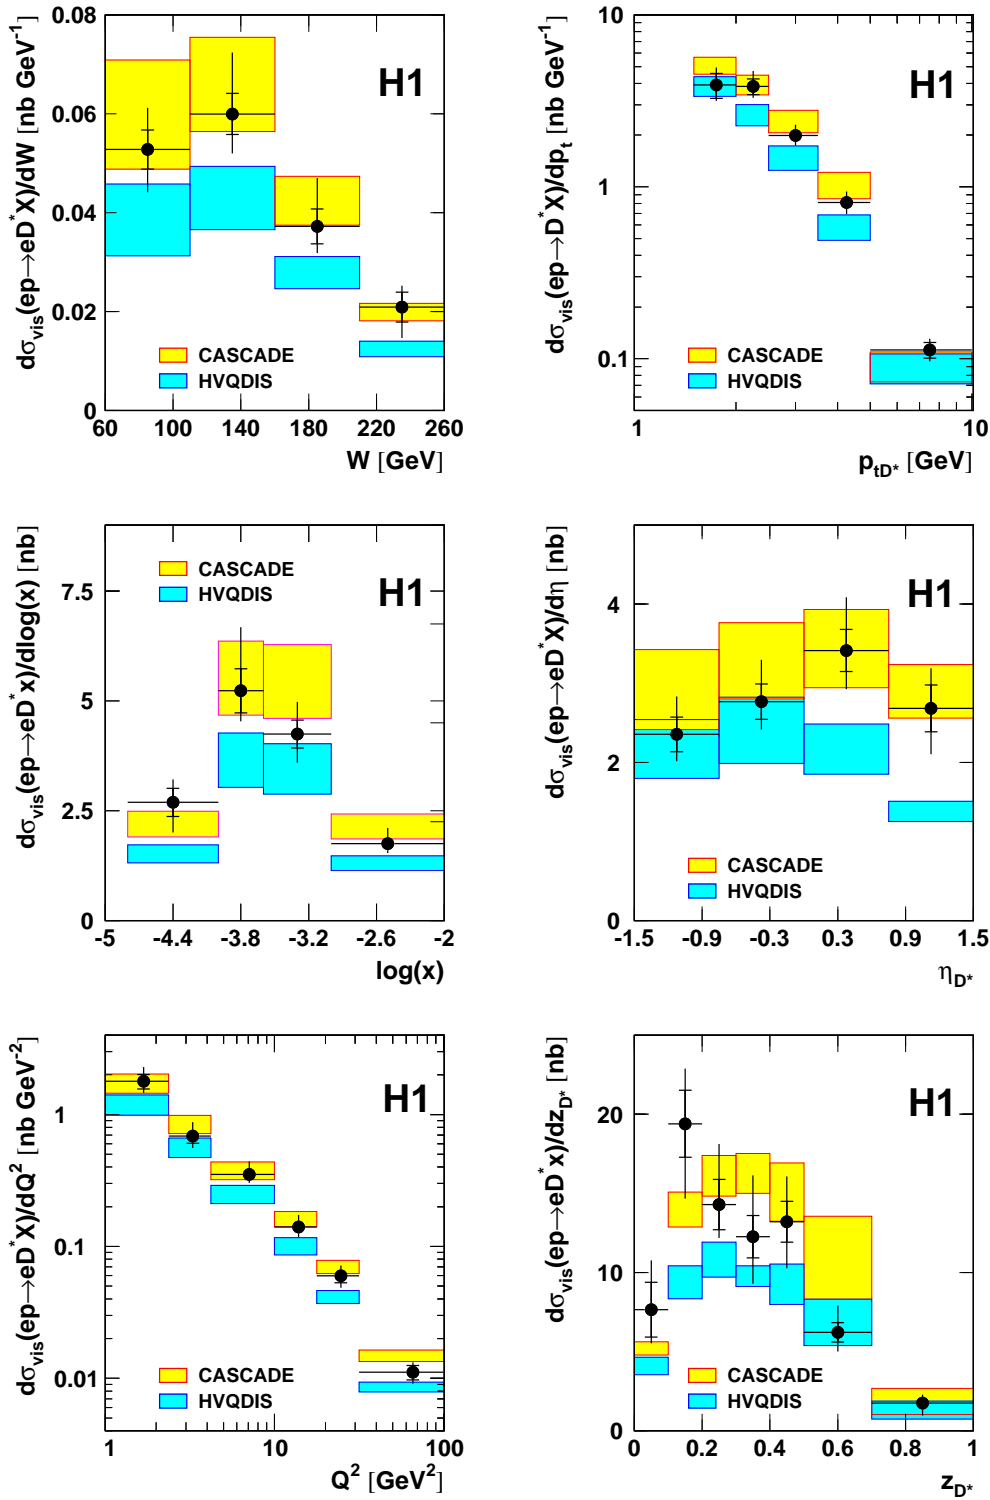 dσvis(ep→eD*X)/dW [nb GeV-1]
0.08
0.06
0.04
0.02
0
H1
CASCADE
HVQDIS
60 100 140 180 220 260
W [GeV]
dσvis(ep→D*X)/dpt [nb GeV-1]
10
1
0.1
H1
CASCADE
HVQDIS
1 10
ptD* [GeV]
dσvis(ep→eD*x)/dlog(x) [nb]
7.5
5
2.5
0
CASCADE
HVQDIS
H1
-5 -4.4 -3.8 -3.2 -2.6 -2
log(x)
dσvis(ep→eD*X)/dη [nb]
4
2
0
H1
CASCADE
HVQDIS
-1.5 -0.9 -0.3 0.3 0.9 1.5
ηD*
dσvis(ep→eD*X)/dQ2 [nb GeV-2]
1
0.1
0.01
H1
CASCADE
HVQDIS
1 10 100
Q2 [GeV2]
dσvis(ep→eD*x)/dzD* [nb]
20
10
0
H1
CASCADE
HVQDIS
0 0.2 0.4 0.6 0.8 1
zD*